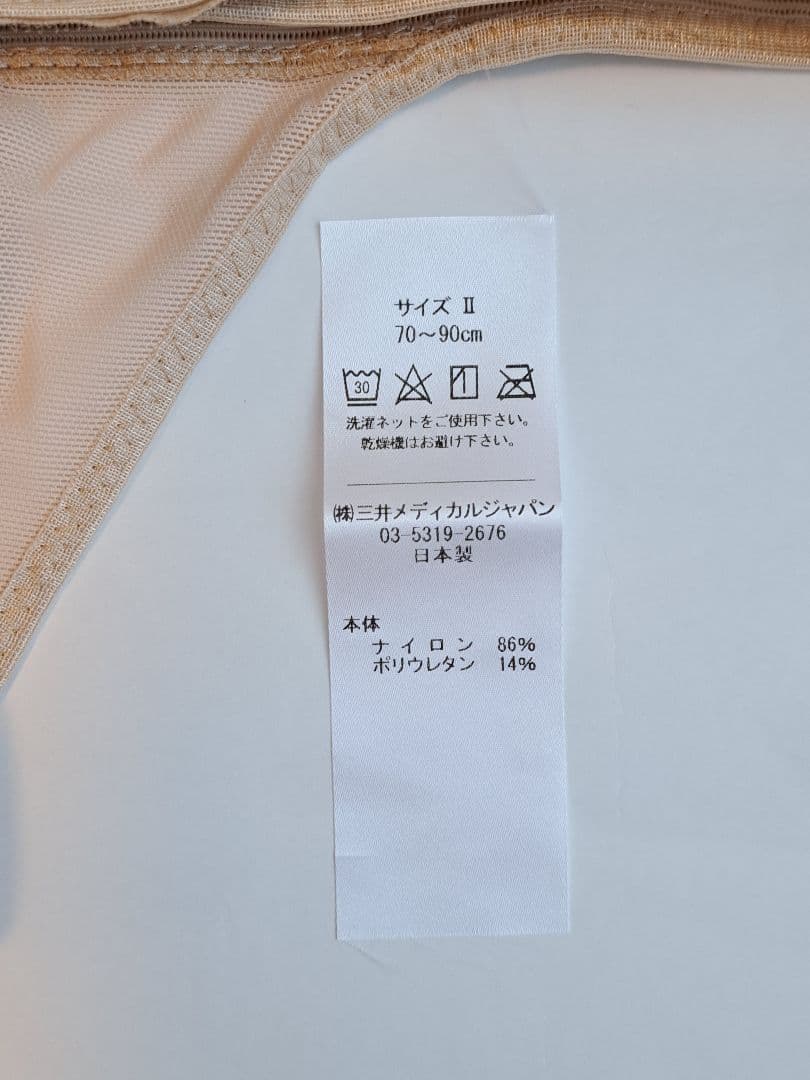 サイズ Ⅱ
70～90cm
30
洗濯ネットをご使用下さい。
乾燥機はお避け下さい。
㈱三井メディカルジャパン
03-5319-2676
日本製
本体
ナイロン 86%
ポリウレタン 14%